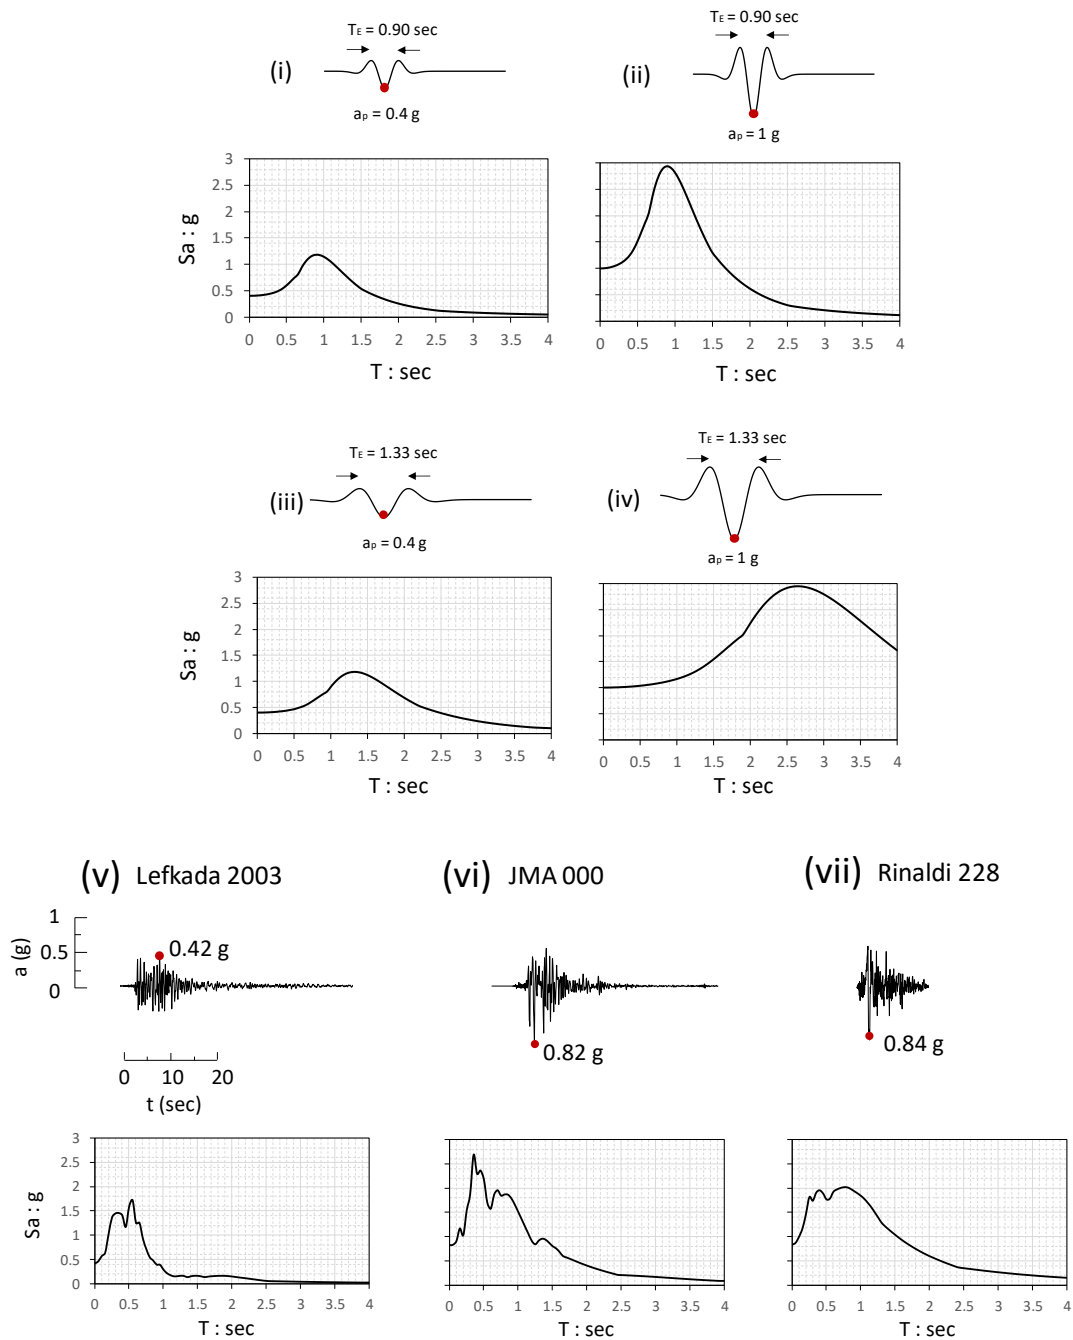 T_E = 0.90 sec
(i)
a_p = 0.4 g
T_E = 0.90 sec
(ii)
a_p = 1 g
3
2.5
2
1.5
1
0.5
0
Sa : g
0 0.5 1 1.5 2 2.5 3 3.5 4
T : sec
0 0.5 1 1.5 2 2.5 3 3.5 4
T : sec
T_E = 1.33 sec
(iii)
a_p = 0.4 g
T_E = 1.33 sec
(iv)
a_p = 1 g
3
2.5
2
1.5
1
0.5
0
Sa : g
0 0.5 1 1.5 2 2.5 3 3.5 4
T : sec
0 0.5 1 1.5 2 2.5 3 3.5 4
T : sec
(v) Lefkada 2003
(vi) JMA 000
(vii) Rinaldi 228
1
0.5
0
a (g)
0.42 g
0.82 g
0.84 g
0 10 20
t (sec)
3
2.5
2
1.5
1
0.5
0
Sa : g
0 0.5 1 1.5 2 2.5 3 3.5 4
T : sec
0 0.5 1 1.5 2 2.5 3 3.5 4
T : sec
0 0.5 1 1.5 2 2.5 3 3.5 4
T : sec